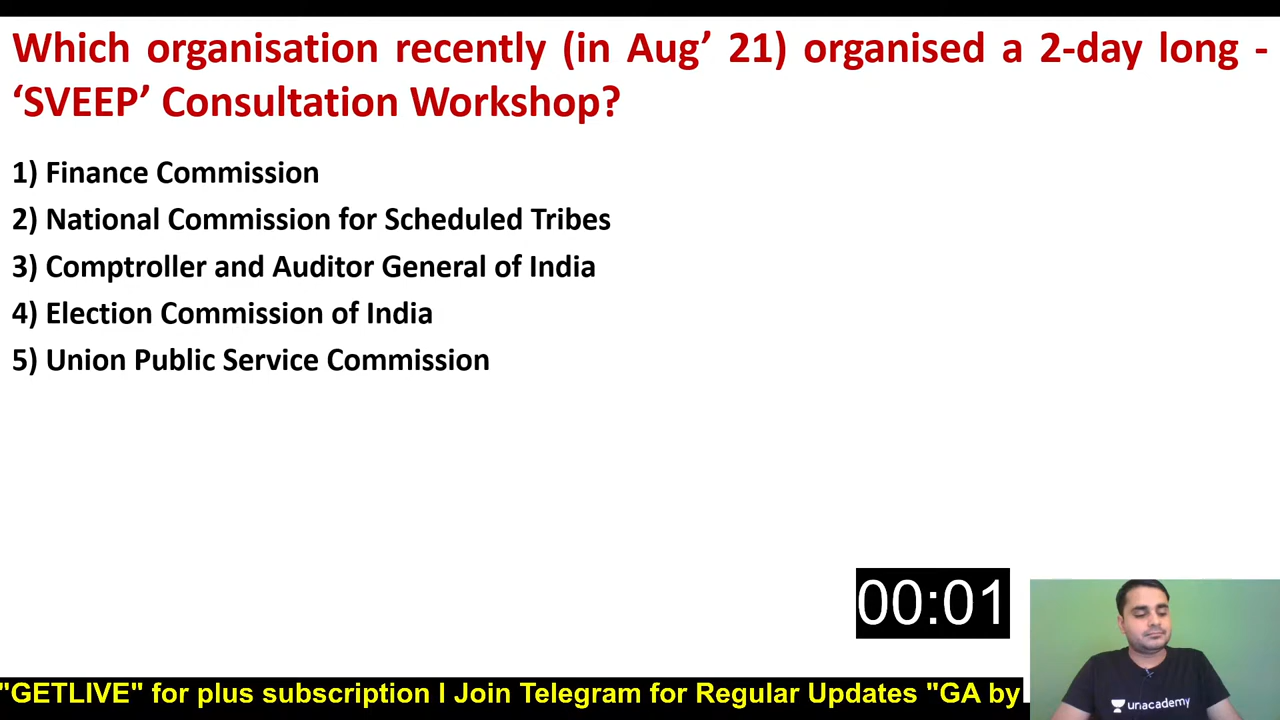 Which organisation recently (in Aug’ 21) organised a 2-day long -
‘SVEEP’ Consultation Workshop?
1) Finance Commission
2) National Commission for Scheduled Tribes
3) Comptroller and Auditor General of India
4) Election Commission of India
5) Union Public Service Commission
00:01
"GETLIVE" for plus subscription I Join Telegram for Regular Updates "GA by
unacademy